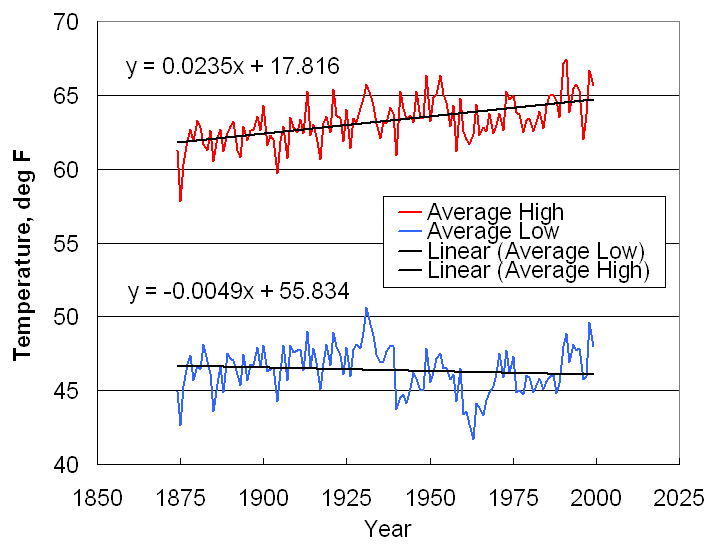 70
y = 0.0235x + 17.816
65
60
Average High
Average Low
Linear (Average Low)
Linear (Average High)
55
y = -0.0049x + 55.834
50
45
40
Temperature, deg F
1850 1875 1900 1925 1950 1975 2000 2025
Year